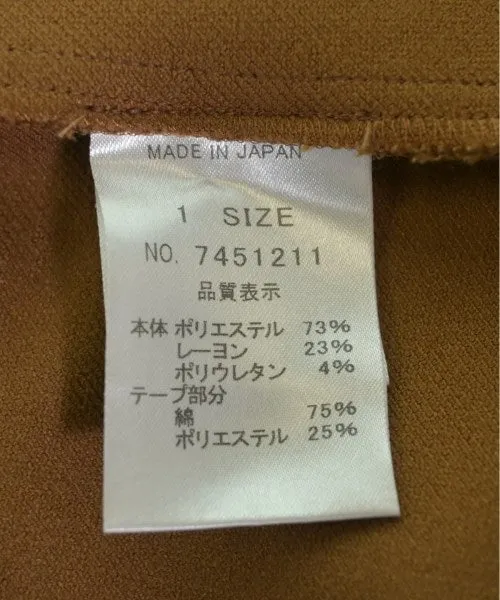 MADE IN JAPAN
1 SIZE
NO. 7451211
品質表示
本体 ポリエステル 73%
レーヨン 23%
ポリウレタン 4%
テープ部分
綿 75%
ポリエステル 25%